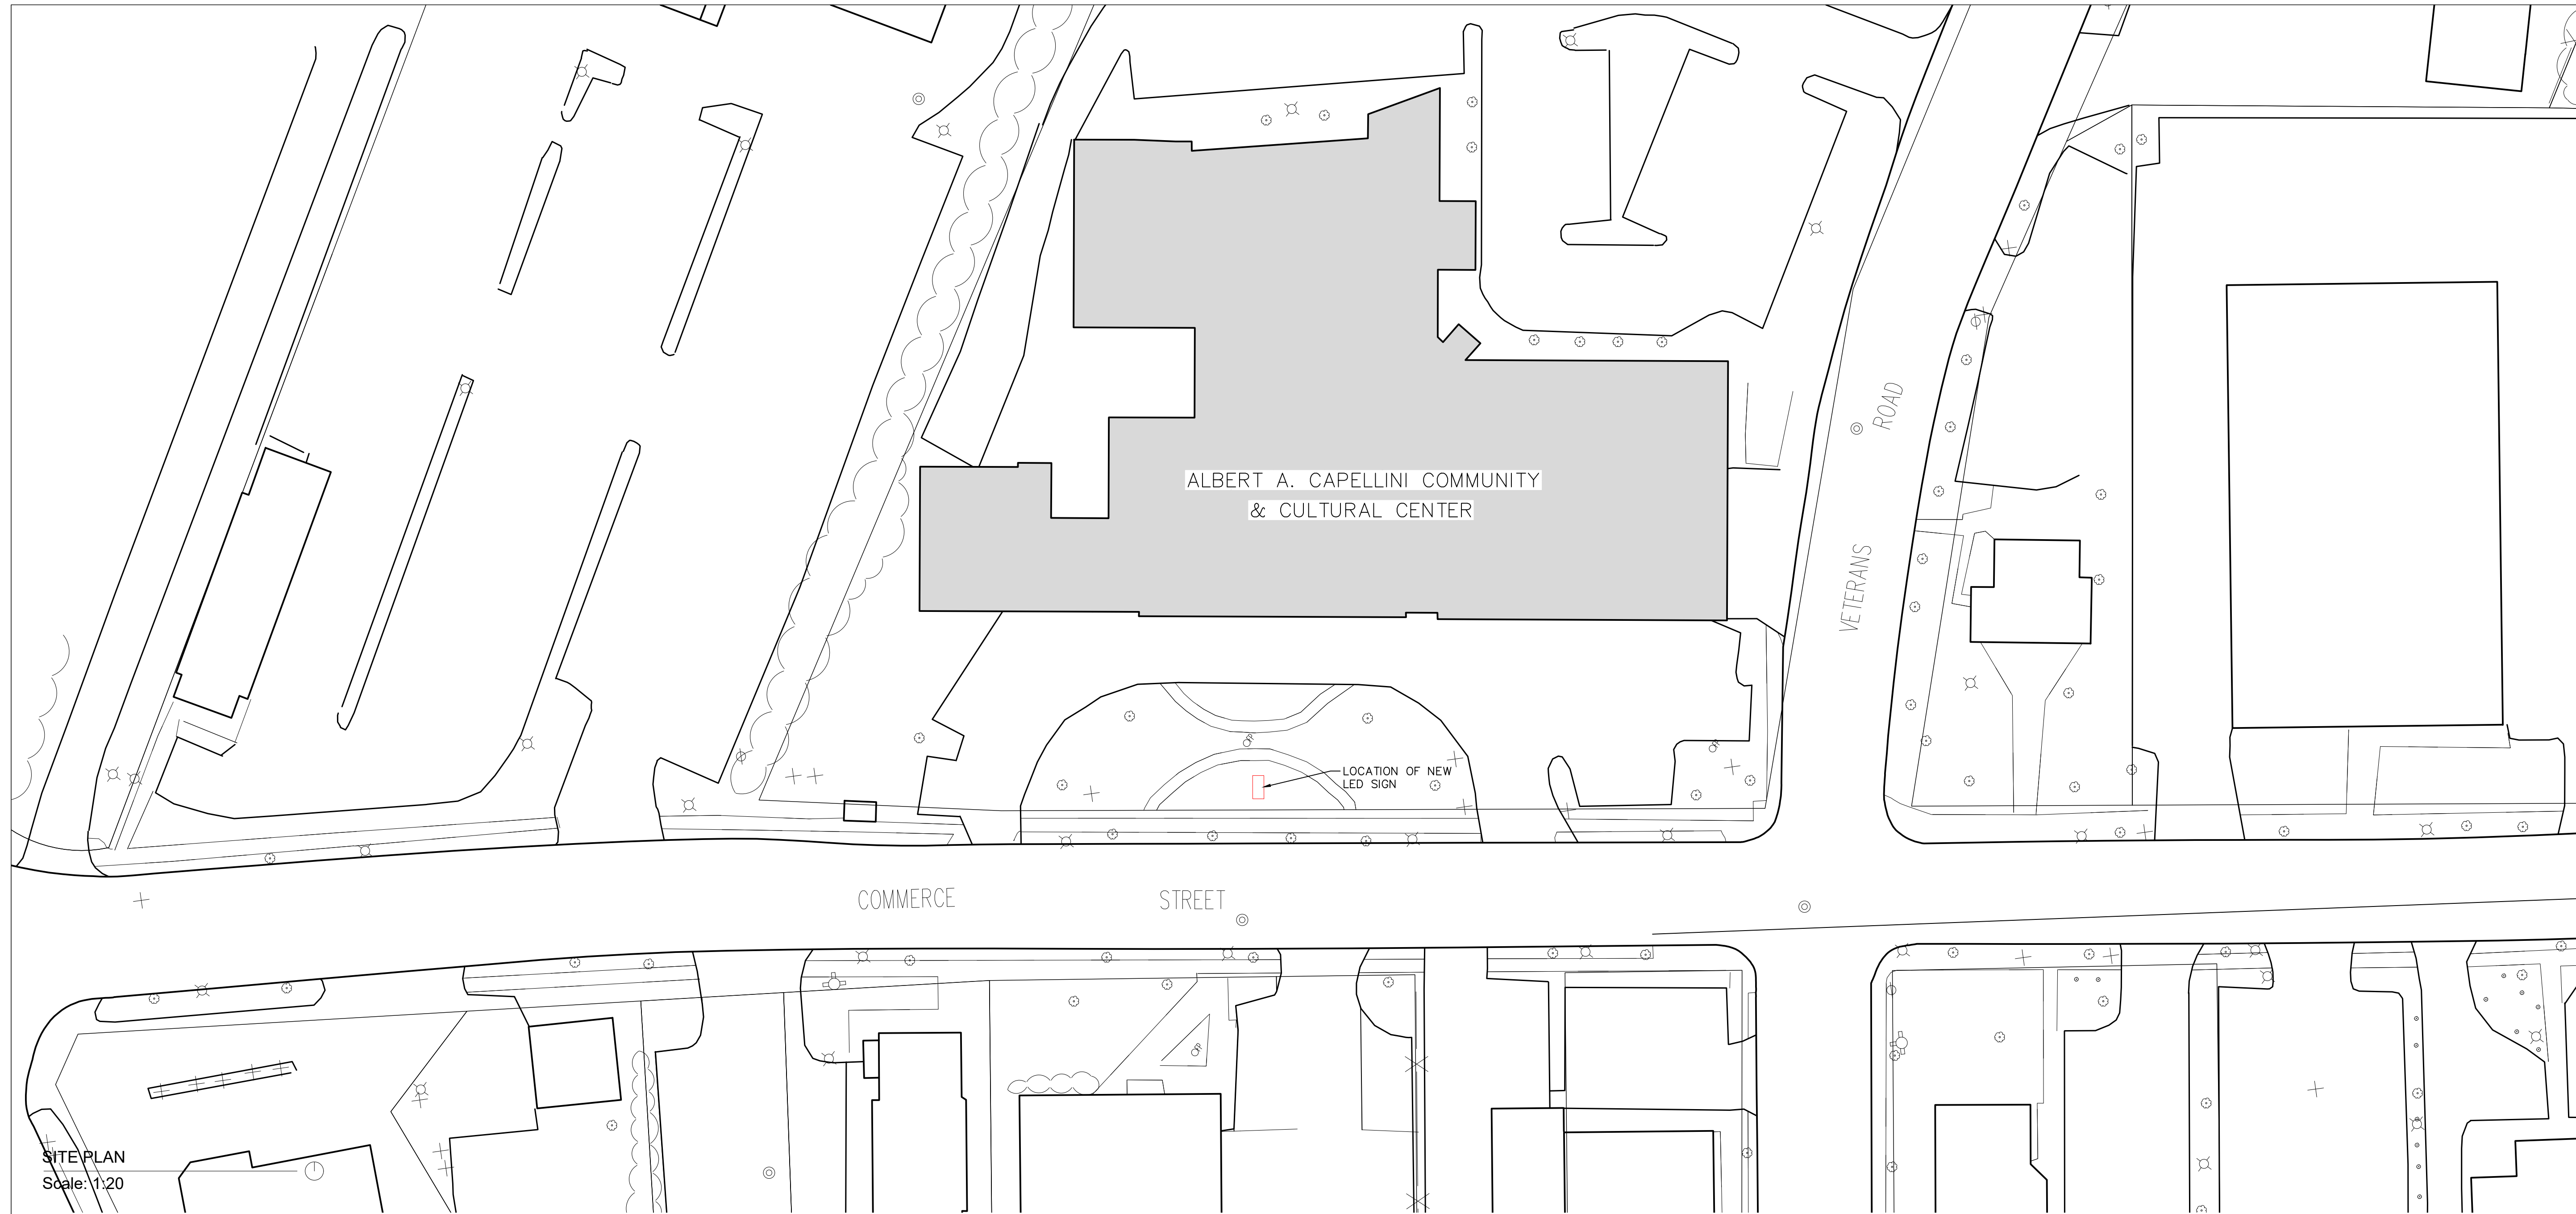 ALBERT A. CAPELLINI COMMUNITY
& CULTURAL CENTER
ROAD
VETERANS
LOCATION OF NEW
LED SIGN
COMMERCE STREET
SITE PLAN
Scale: 1:20